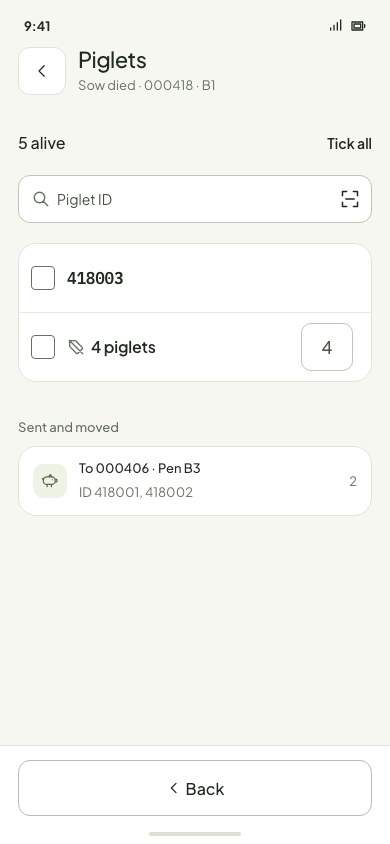 9:41
Piglets
Sow died · 000418 · B1
5 alive
Tick all
Piglet ID
418003
4 piglets
4
Sent and moved
To 000406 · Pen B3
ID 418001, 418002
2
Back